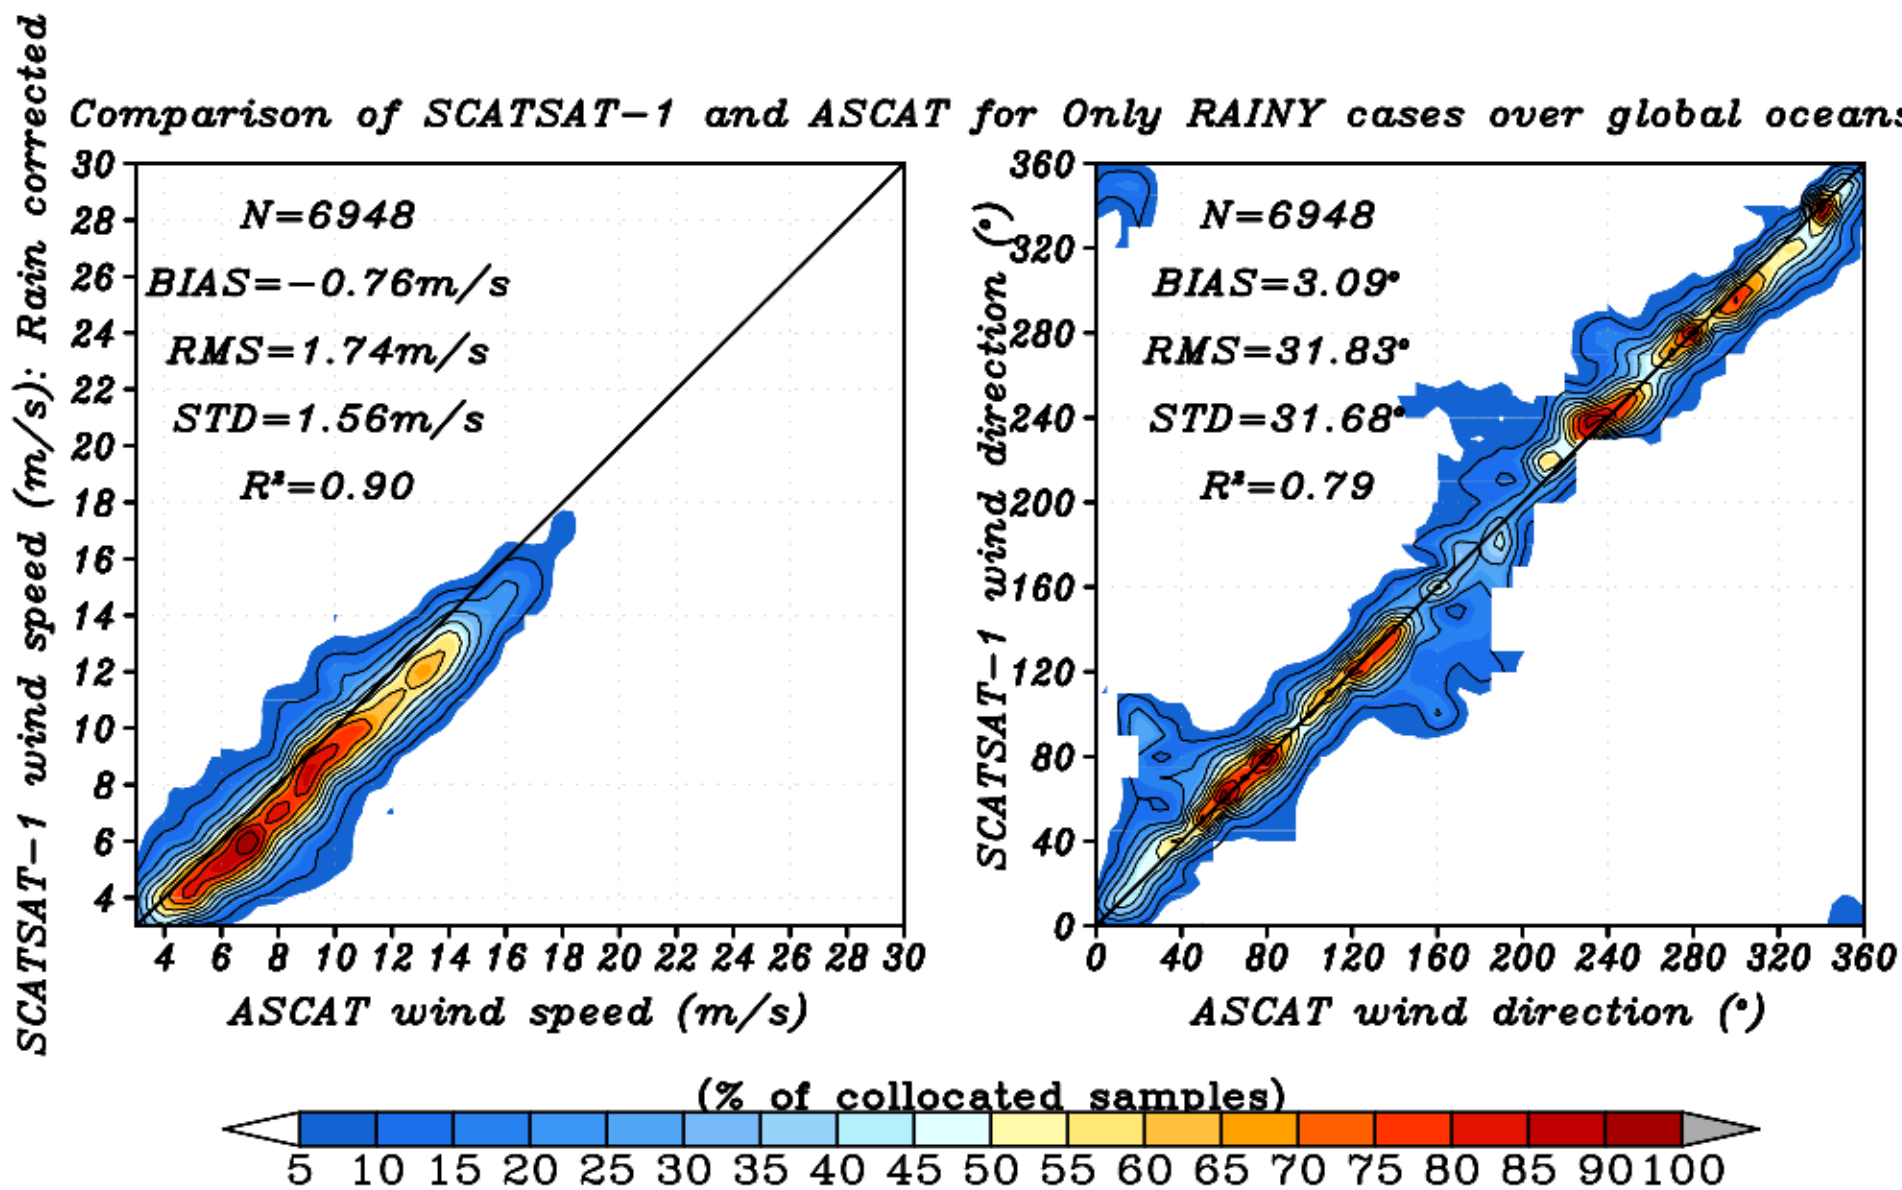 Comparison of SCATSAT-1 and ASCAT for Only RAINY cases over global oceans
SCATSAT-1 wind speed (m/s): Rain corrected
30
28
26
24
22
20
18
16
14
12
10
8
6
4
N=6948
BIAS=-0.76m/s
RMS=1.74m/s
STD=1.56m/s
R²=0.90
4 6 8 10 12 14 16 18 20 22 24 26 28 30
ASCAT wind speed (m/s)
SCATSAT-1 wind direction (°)
360
320
280
240
200
160
120
80
40
0
N=6948
BIAS=3.09°
RMS=31.83°
STD=31.68°
R²=0.79
0 40 80 120 160 200 240 280 320 360
ASCAT wind direction (°)
(% of collocated samples)
5 10 15 20 25 30 35 40 45 50 55 60 65 70 75 80 85 90 100